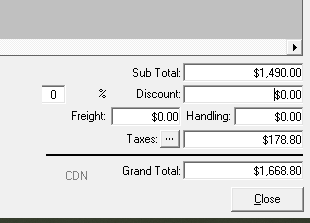 Sub Total: $1,490.00
0 % Discount: $0.00
Freight: $0.00 Handling: $0.00
Taxes: ... $178.80
CDN Grand Total: $1,668.80
Close